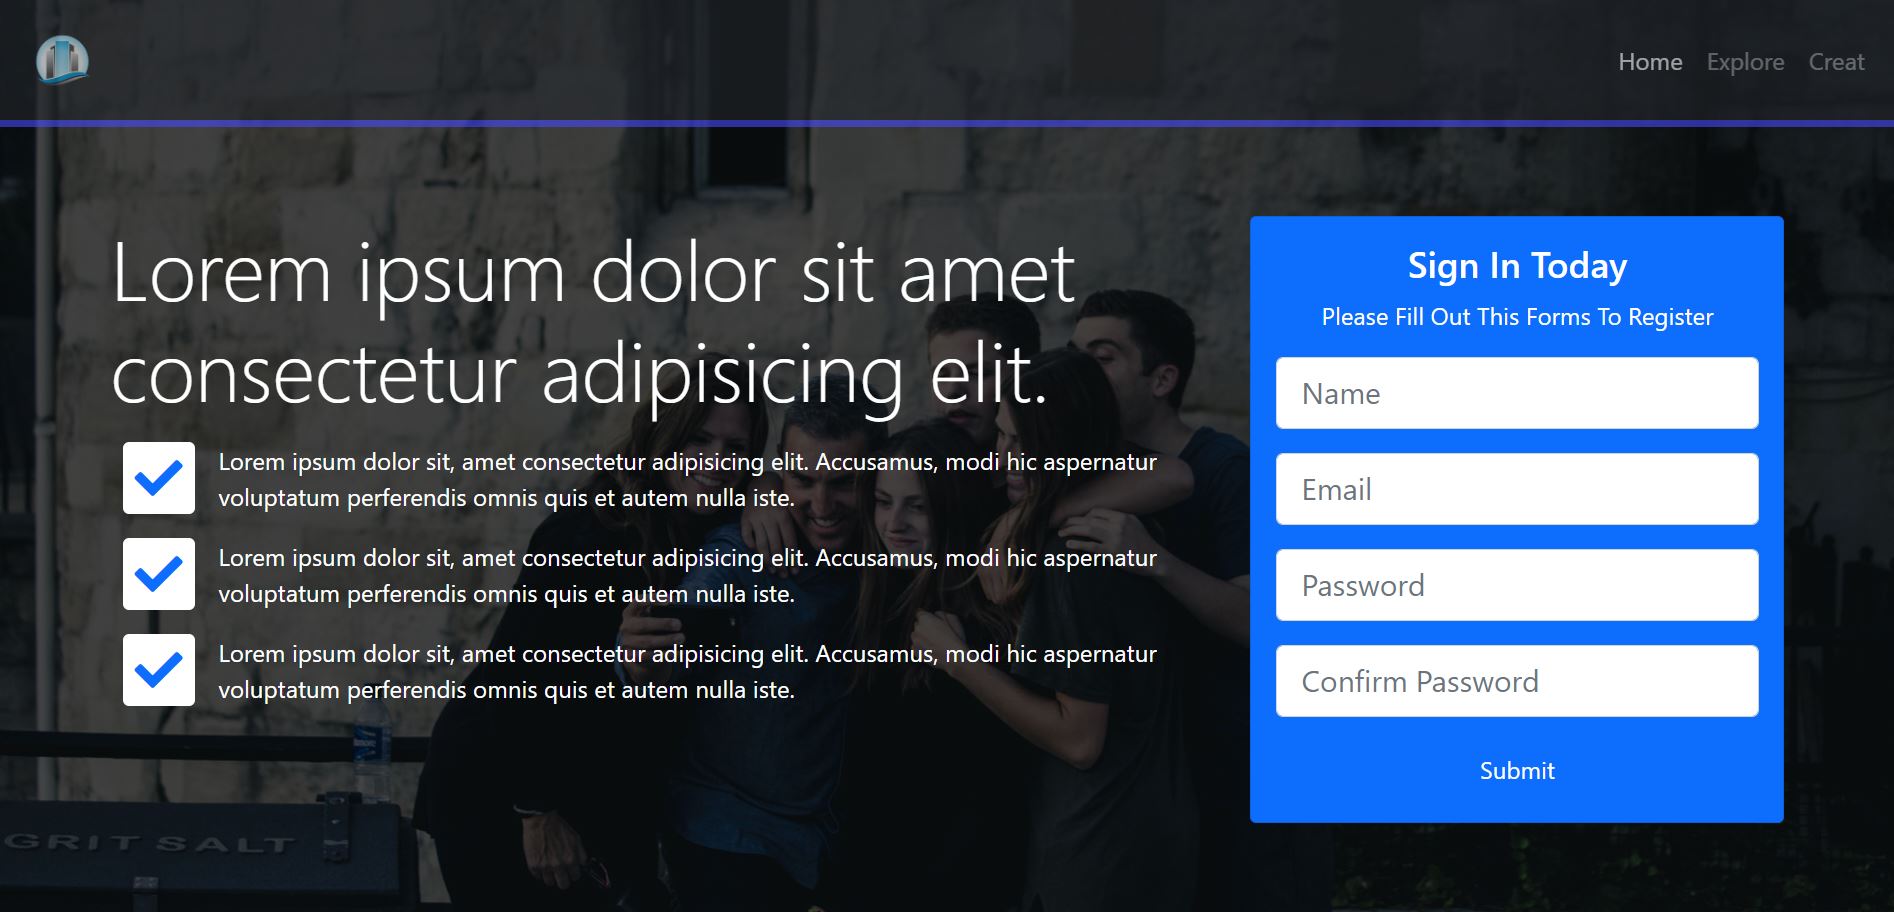 Home Explore Creat
Lorem ipsum dolor sit amet
consectetur adipisicing elit.
Lorem ipsum dolor sit, amet consectetur adipisicing elit. Accusamus, modi hic aspernatur
voluptatum perferendis omnis quis et autem nulla iste.
Lorem ipsum dolor sit, amet consectetur adipisicing elit. Accusamus, modi hic aspernatur
voluptatum perferendis omnis quis et autem nulla iste.
Lorem ipsum dolor sit, amet consectetur adipisicing elit. Accusamus, modi hic aspernatur
voluptatum perferendis omnis quis et autem nulla iste.
Sign In Today
Please Fill Out This Forms To Register
Name
Email
Password
Confirm Password
Submit
GRIT SALT